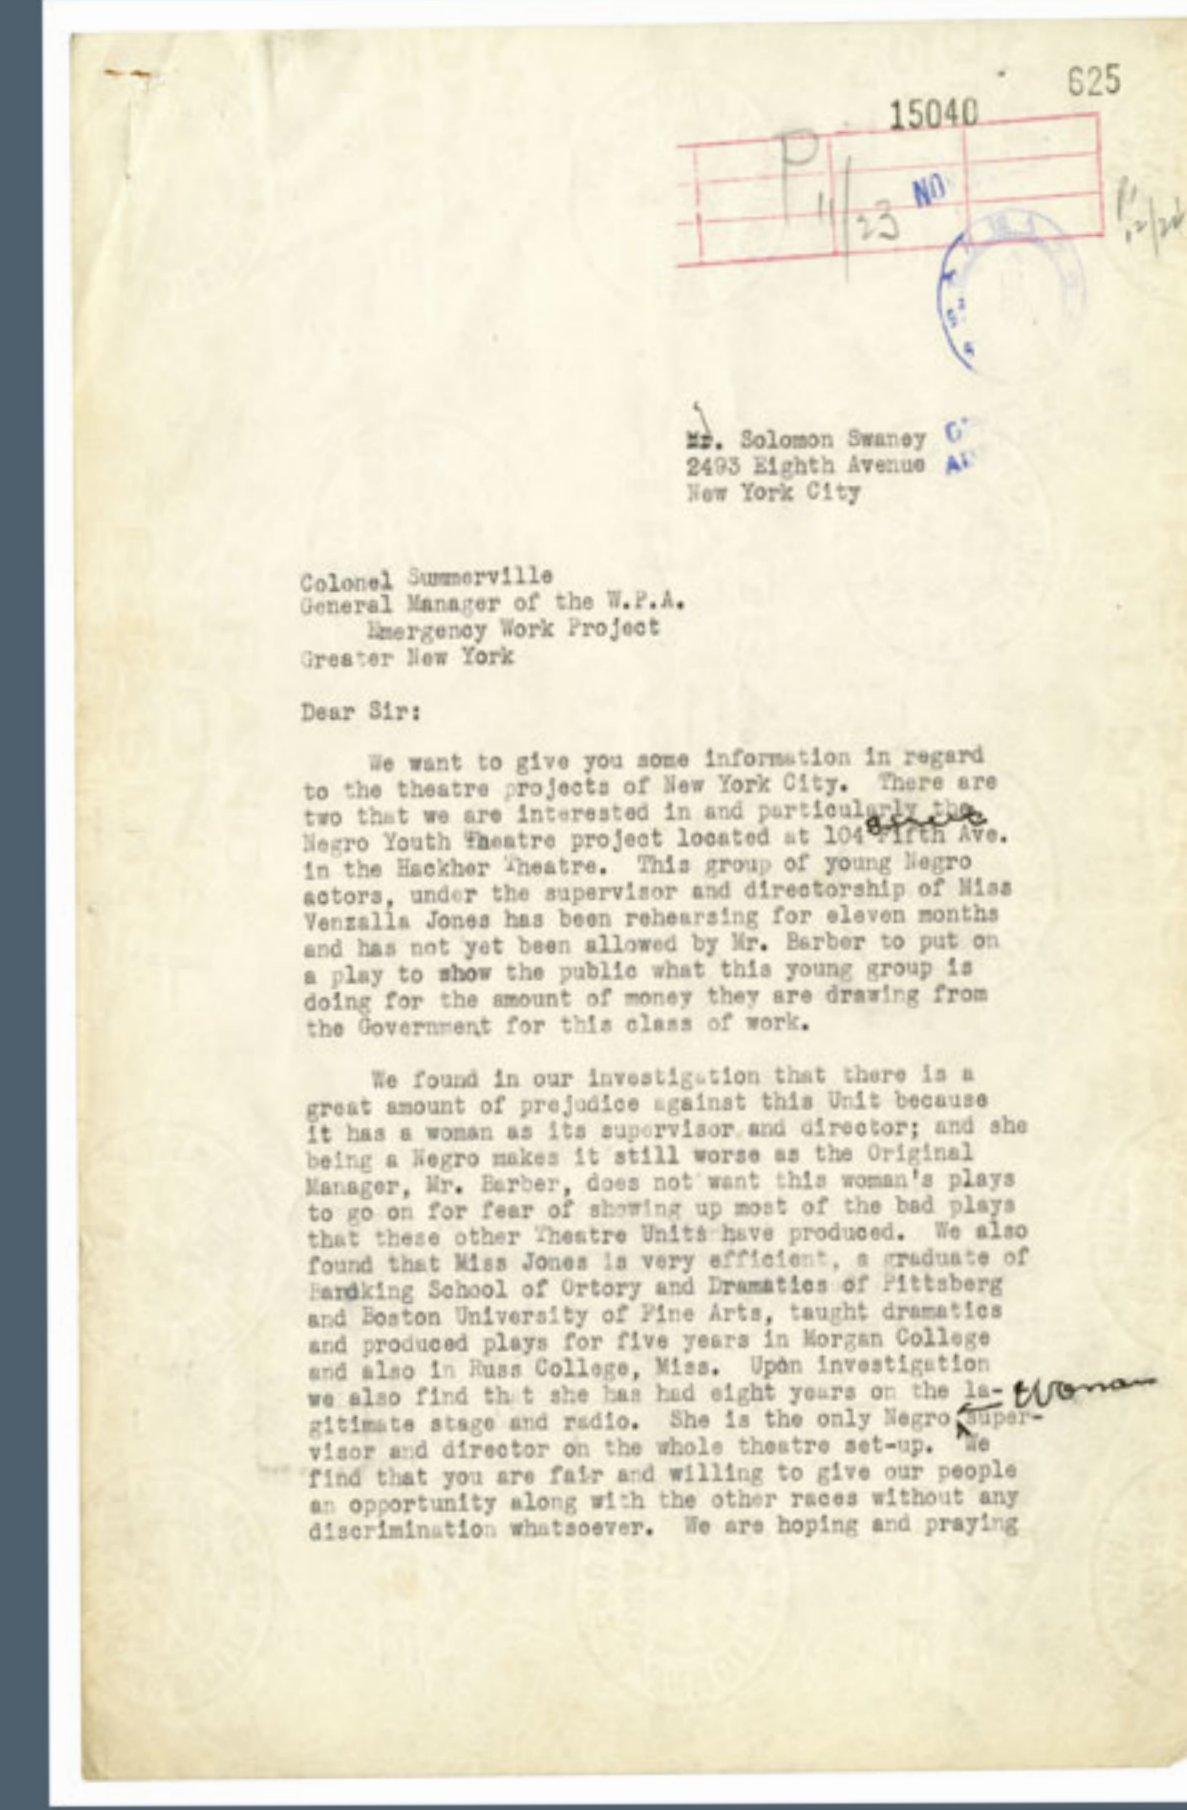 625
15040
P
11/23
NO
Mr. Solomon Swaney
2493 Eighth Avenue
New York City
Colonel Summerville
General Manager of the W.P.A.
Emergency Work Project
Greater New York
Dear Sir:
We want to give you some information in regard
to the theatre projects of New York City. There are
two that we are interested in and particularly the
Negro Youth Theatre project located at 104 Fifth Ave.
in the Hackher Theatre. This group of young Negro
actors, under the supervisor and directorship of Miss
Venzalla Jones has been rehearsing for eleven months
and has not yet been allowed by Mr. Barber to put on
a play to show the public what this young group is
doing for the amount of money they are drawing from
the Government for this class of work.
We found in our investigation that there is a
great amount of prejudice against this Unit because
it has a woman as its supervisor and director; and she
being a Negro makes it still worse as the Original
Manager, Mr. Barber, does not want this woman's plays
to go on for fear of showing up most of the bad plays
that these other Theatre Units have produced. We also
found that Miss Jones is very efficient, a graduate of
School of Ortory and Dramatics of Pittsberg
and Boston University of Fine Arts, taught dramatics
and produced plays for five years in Morgan College
and also in Russ College, Miss. Upon investigation
we also find that she has had eight years on the la-
gitimate stage and radio. She is the only Negro woman super-
visor and director on the whole theatre set-up. We
find that you are fair and willing to give our people
an opportunity along with the other races without any
discrimination whatsoever. We are hoping and praying